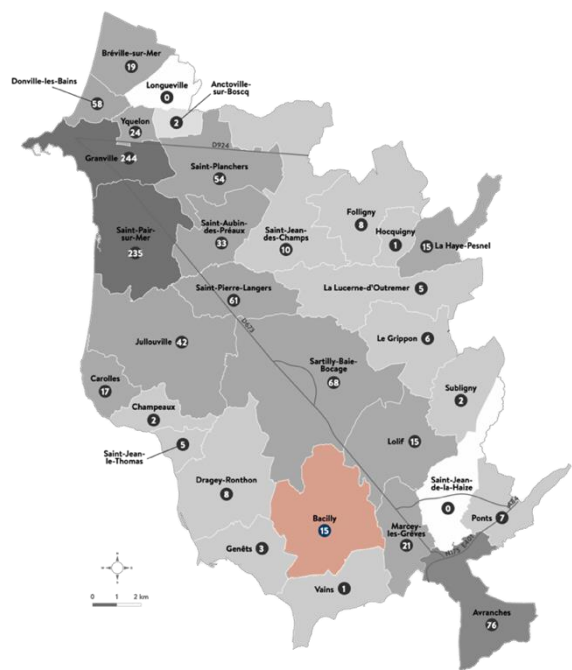 Bréville-sur-Mer
19
Longueville
0
Donville-les-Bains
58
Anctoville-
sur-Boscq
2
Yquelon
24
D924
Granville 244
Saint-Planchers
54
Folligny
8
Hocquigny
1
Saint-Aubin-
des-Préaux
33
Saint-Jean-
des-Champs
10
15 La Haye-Pesnel
Saint-Pair-
sur-Mer
235
Saint-Pierre-Langers
61
La Lucerne-d'Outremer 5
D673
Le Grippon 6
Jullouville 42
Sartilly-Baie-
Bocage
68
Carolles
17
Subligny
2
Champeaux
2
Lolif 15
Saint-Jean-
le-Thomas
5
Saint-Jean-
de-la-Haize
0
Dragey-Ronthon
8
Ponts 7
Bacilly
15
Marcey-
les-Grèves
21
Genêts 3
Vains 1
0 1 2 km
Avranches
76